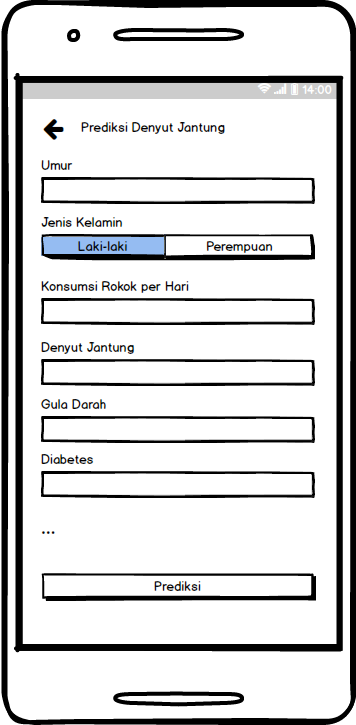 14:00
Prediksi Denyut Jantung
Umur
Jenis Kelamin
Laki-laki Perempuan
Konsumsi Rokok per Hari
Denyut Jantung
Gula Darah
Diabetes
...
Prediksi